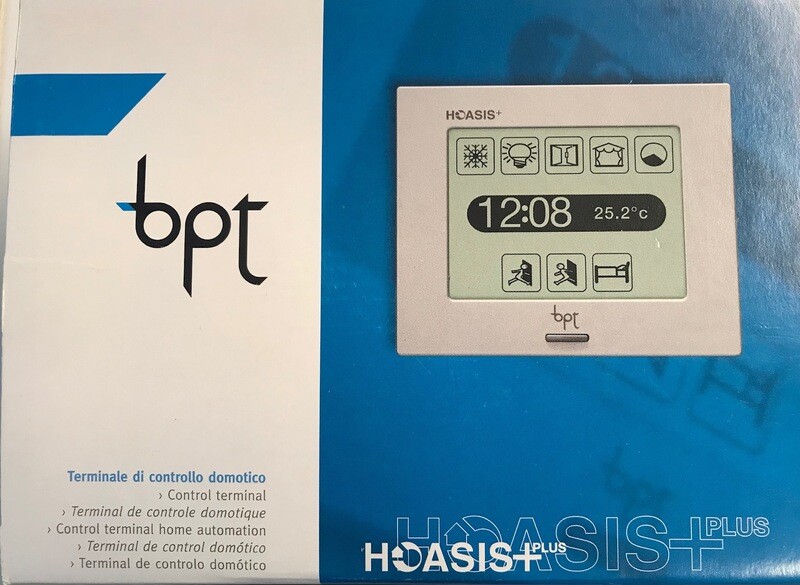 bpt
Terminale di controllo domotico
› Control terminal
› Terminal de controle domotique
› Control terminal home automation
› Terminal de control domótico
› Terminal de controlo domótico
HOASIS+
12:08 25.2°c
bpt
HOASIS+PLUS
HOASIS+PLUS